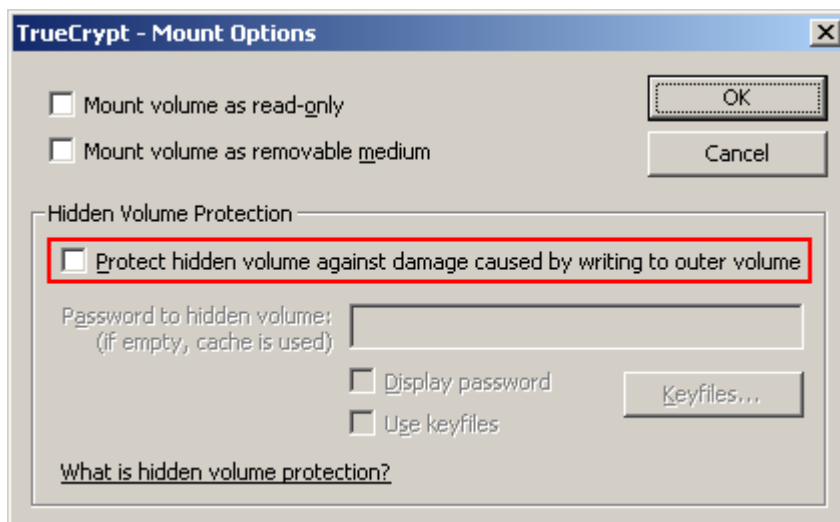 TrueCrypt - Mount Options
Mount volume as read-only
OK
Mount volume as removable medium
Cancel
Hidden Volume Protection
Protect hidden volume against damage caused by writing to outer volume
Password to hidden volume:
(if empty, cache is used)
Display password
Keyfiles...
Use keyfiles
What is hidden volume protection?